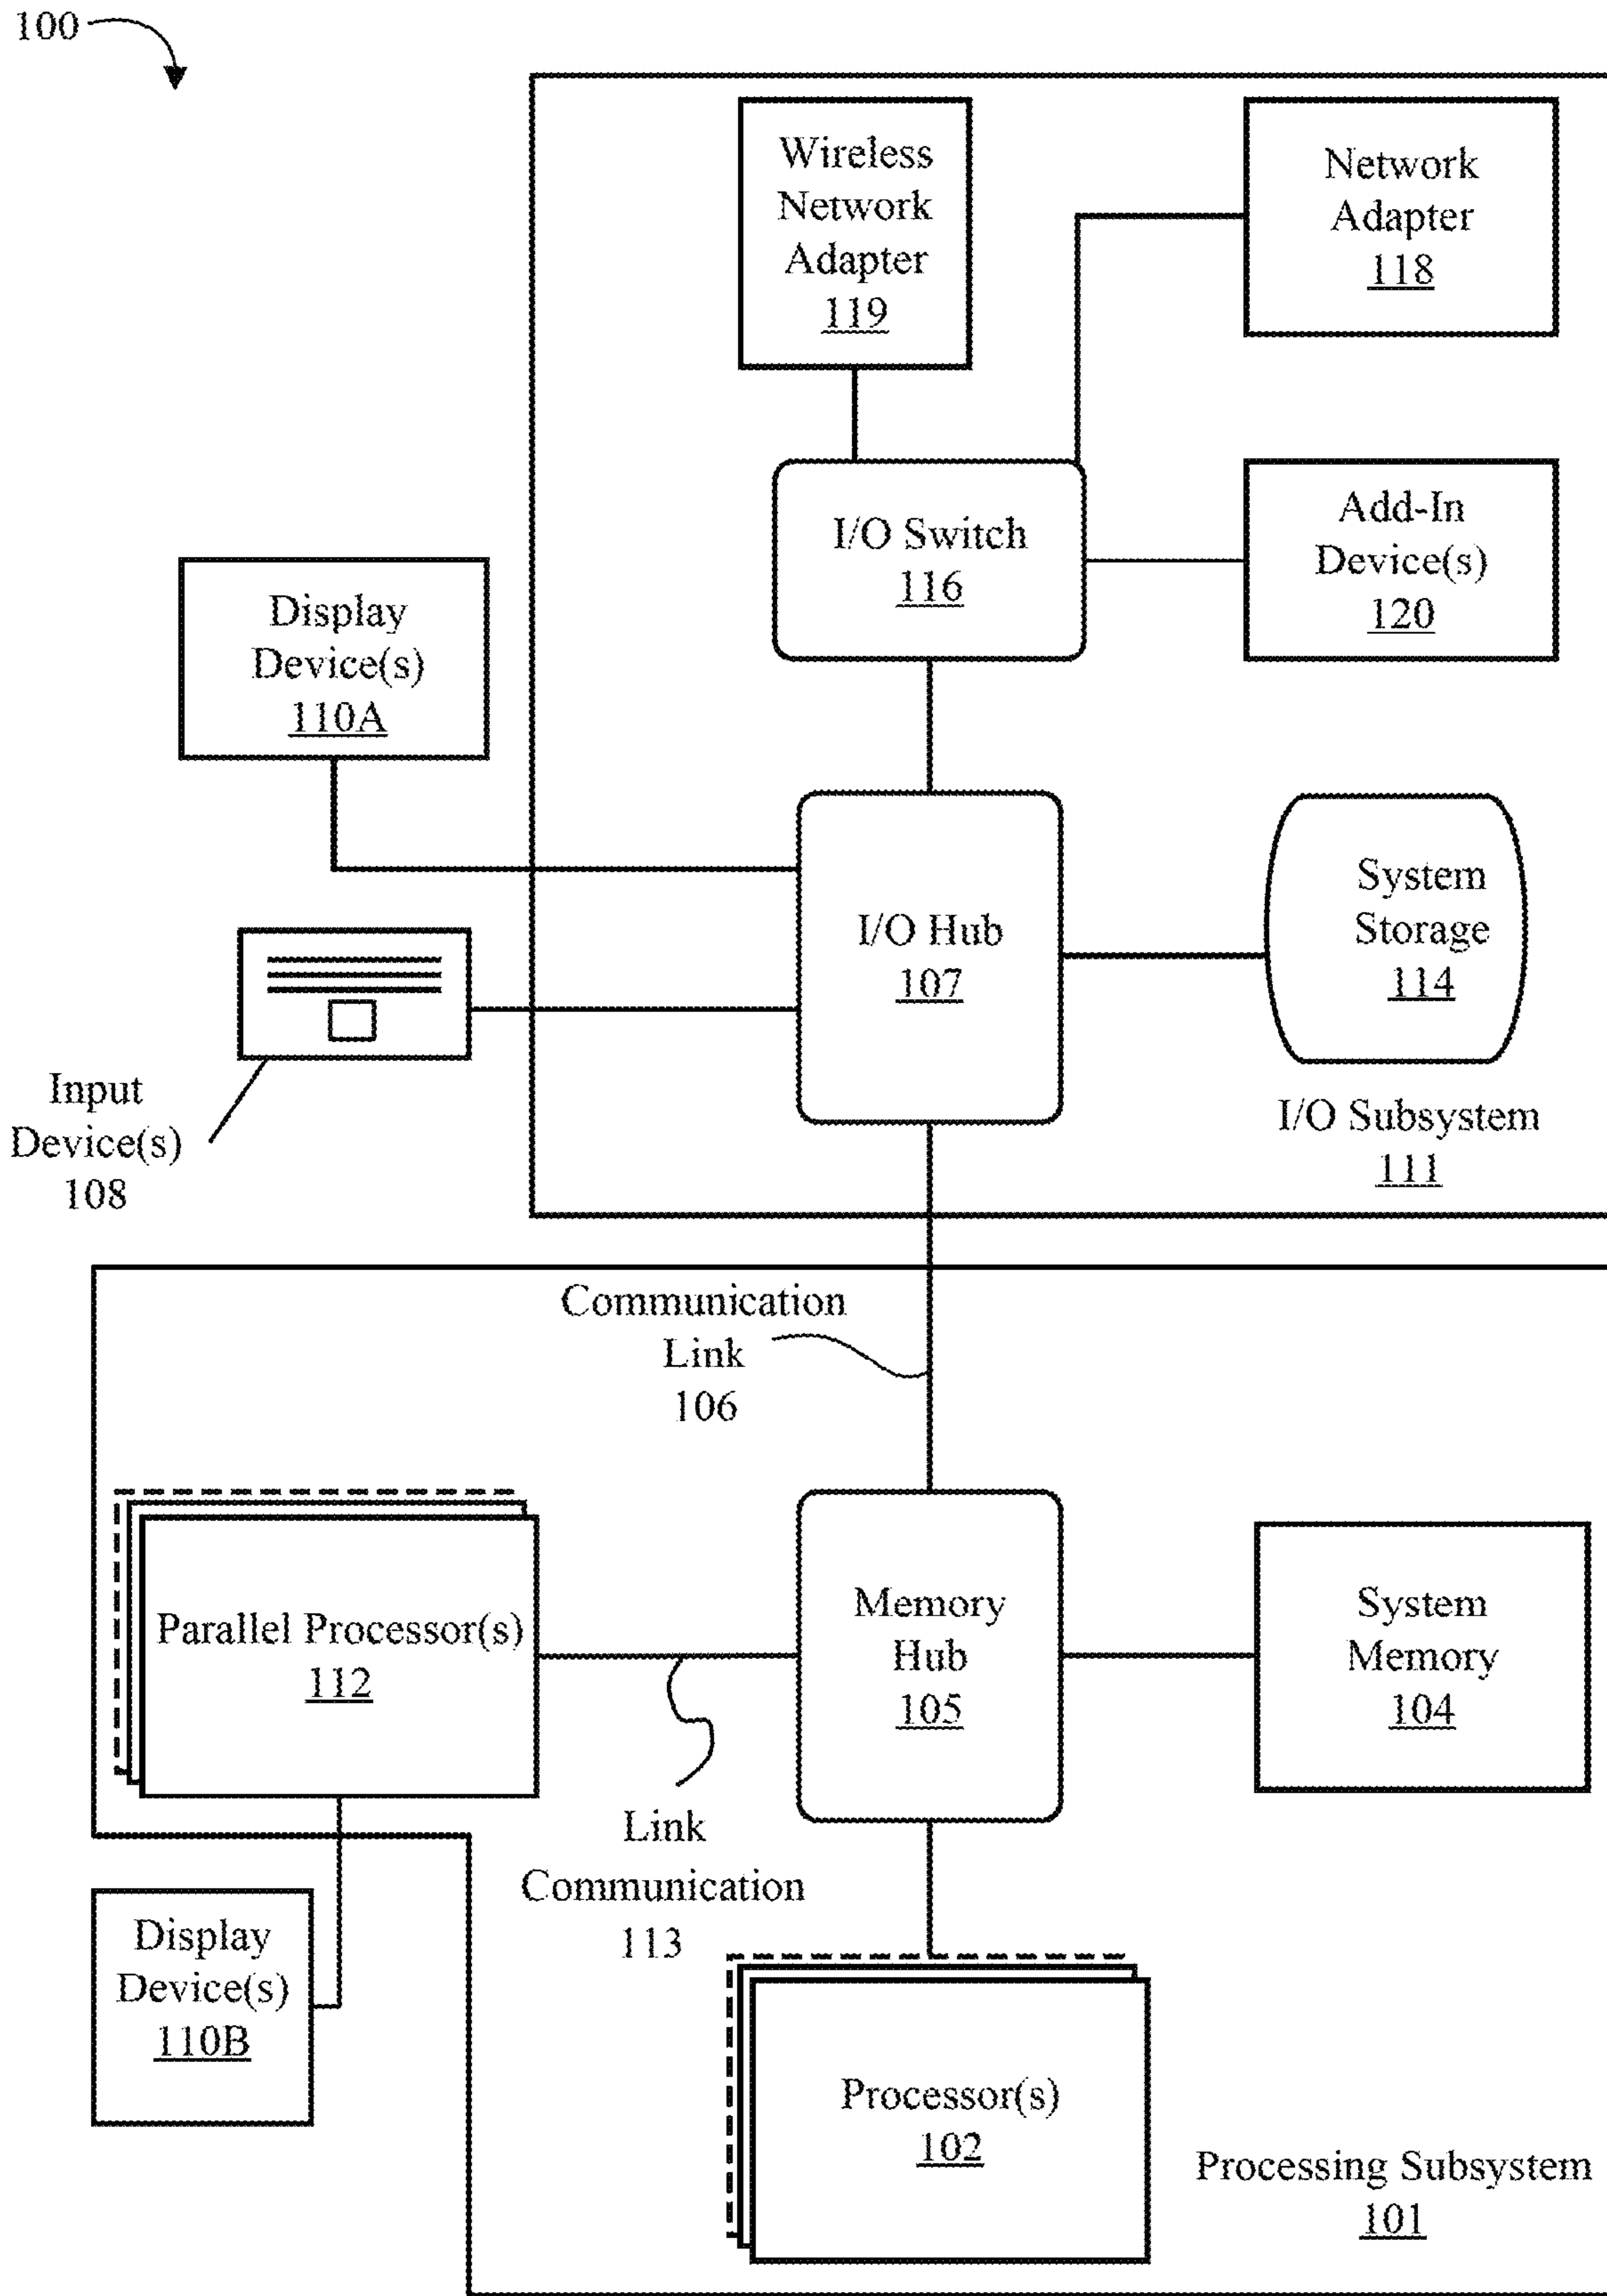 100
Wireless
Network
Adapter
119
Network
Adapter
118
I/O Switch
116
Add-In
Device(s)
120
Display
Device(s)
110A
I/O Hub
107
System
Storage
114
Input
Device(s)
108
I/O Subsystem
111
Communication
Link
106
Parallel Processor(s)
112
Memory
Hub
105
System
Memory
104
Link
Communication
113
Display
Device(s)
110B
Processor(s)
102
Processing Subsystem
101